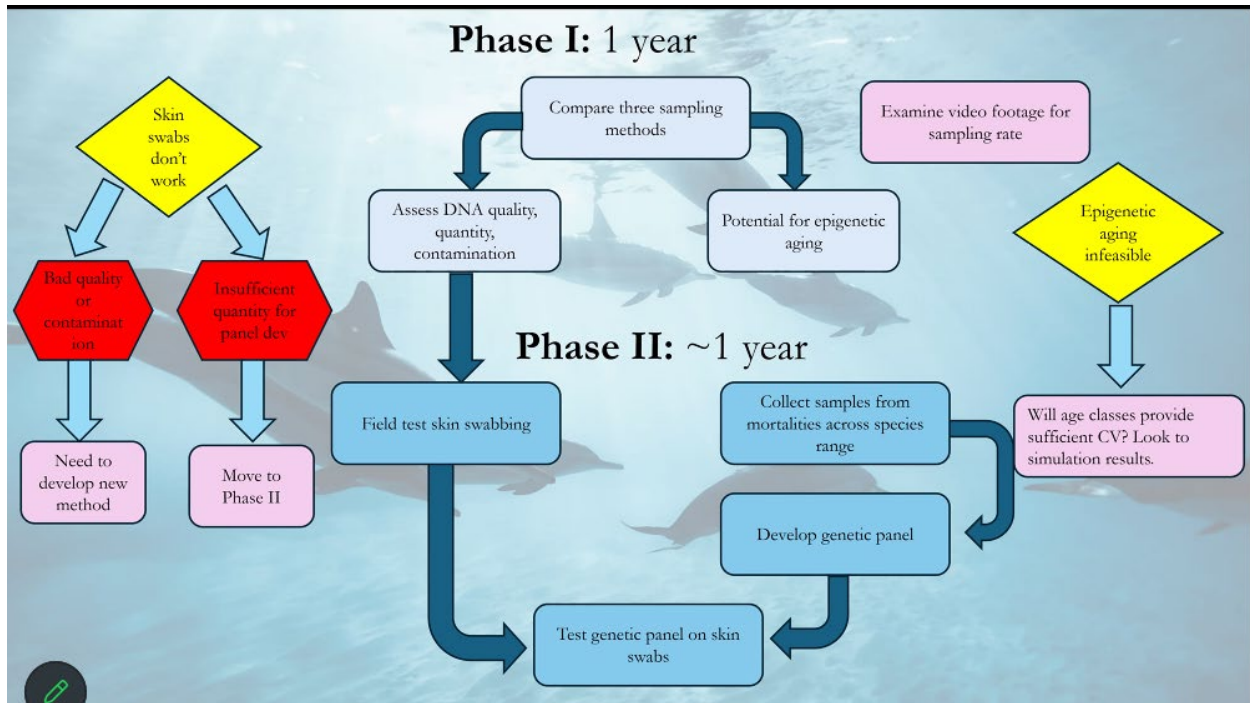 Phase I: 1 year
Skin
swabs
don't
work
Compare three sampling
methods
Examine video footage for
sampling rate
Assess DNA quality,
quantity,
contamination
Potential for epigenetic
aging
Epigenetic
aging
infeasible
Bad quality
or
contaminat
ion
Insufficient
quantity for
panel dev
Phase II: ~1 year
Field test skin swabbing
Collect samples from
mortalities across species
range
Will age classes provide
sufficient CV? Look to
simulation results.
Need to
develop new
method
Move to
Phase II
Develop genetic panel
Test genetic panel on skin
swabs